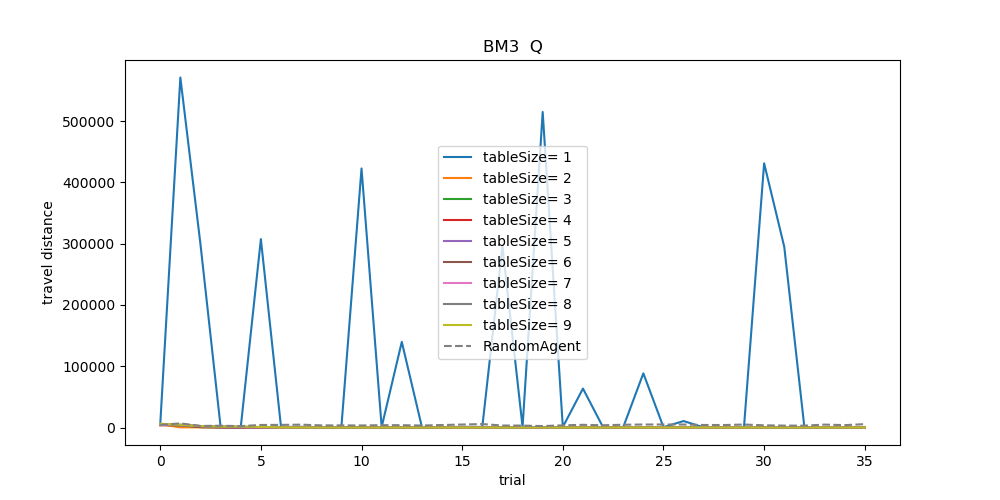 BM3  Q
500000
400000
300000
200000
100000
0
travel distance
tableSize= 1
tableSize= 2
tableSize= 3
tableSize= 4
tableSize= 5
tableSize= 6
tableSize= 7
tableSize= 8
tableSize= 9
RandomAgent
0 5 10 15 20 25 30 35
trial